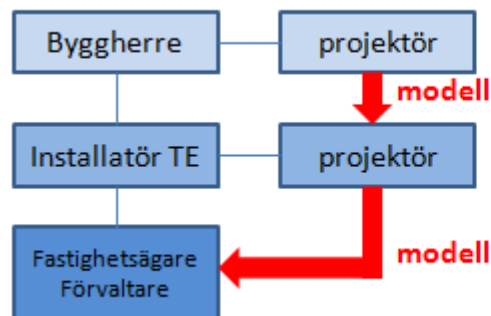 Byggherre
projektör
modell
Installatör TE
projektör
Fastighetsägare
Förvaltare
modell